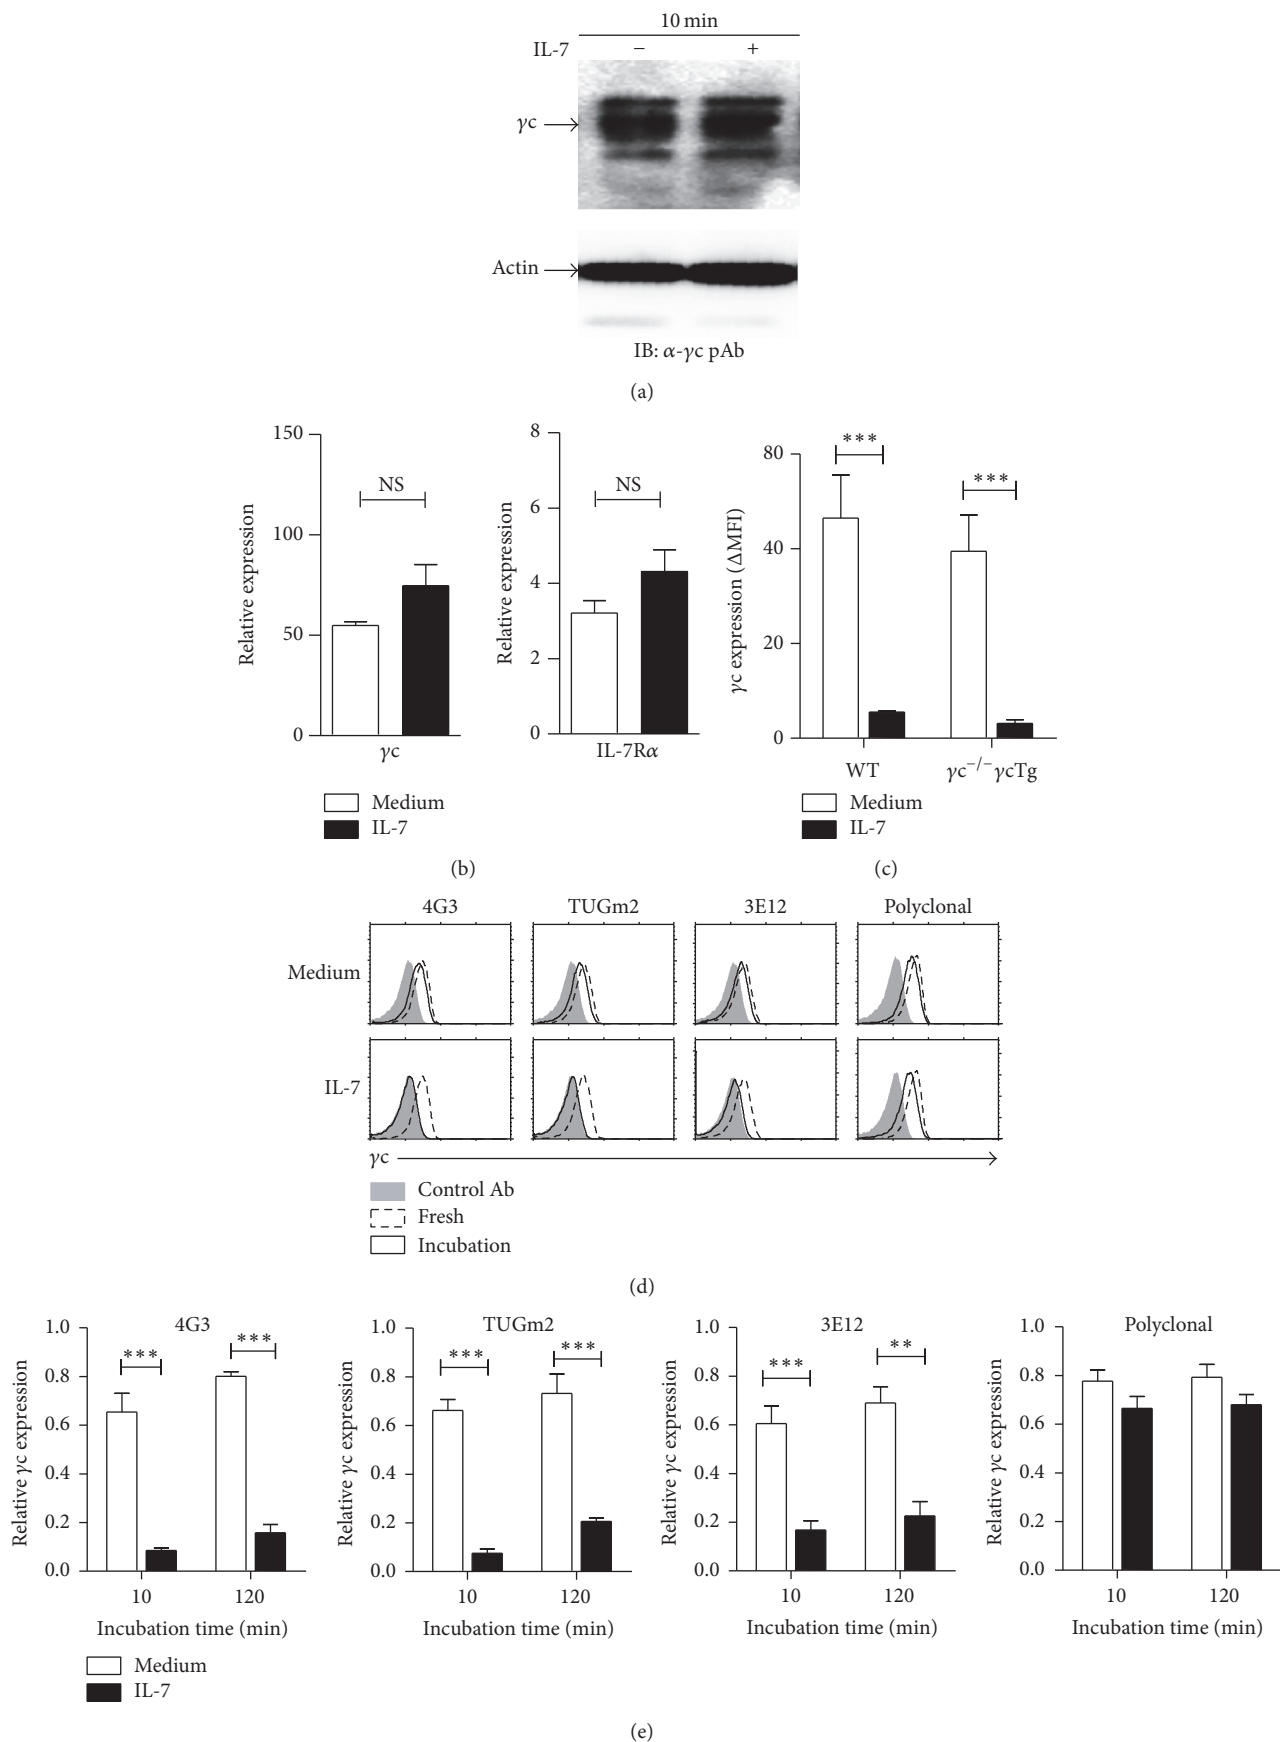 10 min
IL-7 − +
γc
Actin
IB: α-γc pAb
(a)
150
100
50
0
Relative expression
NS
γc
8
6
4
2
0
Relative expression
NS
IL-7Rα
Medium
IL-7
(b)
80
40
20
0
γc expression (ΔMFI)
***
***
WT
γc−/− γcTg
Medium
IL-7
(c)
4G3 TUGm2 3E12 Polyclonal
Medium
IL-7
γc
Control Ab
Fresh
Incubation
(d)
4G3
1.0
0.8
0.6
0.4
0.2
0.0
Relative γc expression
***
***
10 120
Incubation time (min)
TUGm2
1.0
0.8
0.6
0.4
0.2
0.0
Relative γc expression
***
***
10 120
Incubation time (min)
3E12
1.0
0.8
0.6
0.4
0.2
0.0
Relative γc expression
***
**
10 120
Incubation time (min)
Polyclonal
1.0
0.8
0.6
0.4
0.2
0.0
Relative γc expression
10 120
Incubation time (min)
Medium
IL-7
(e)